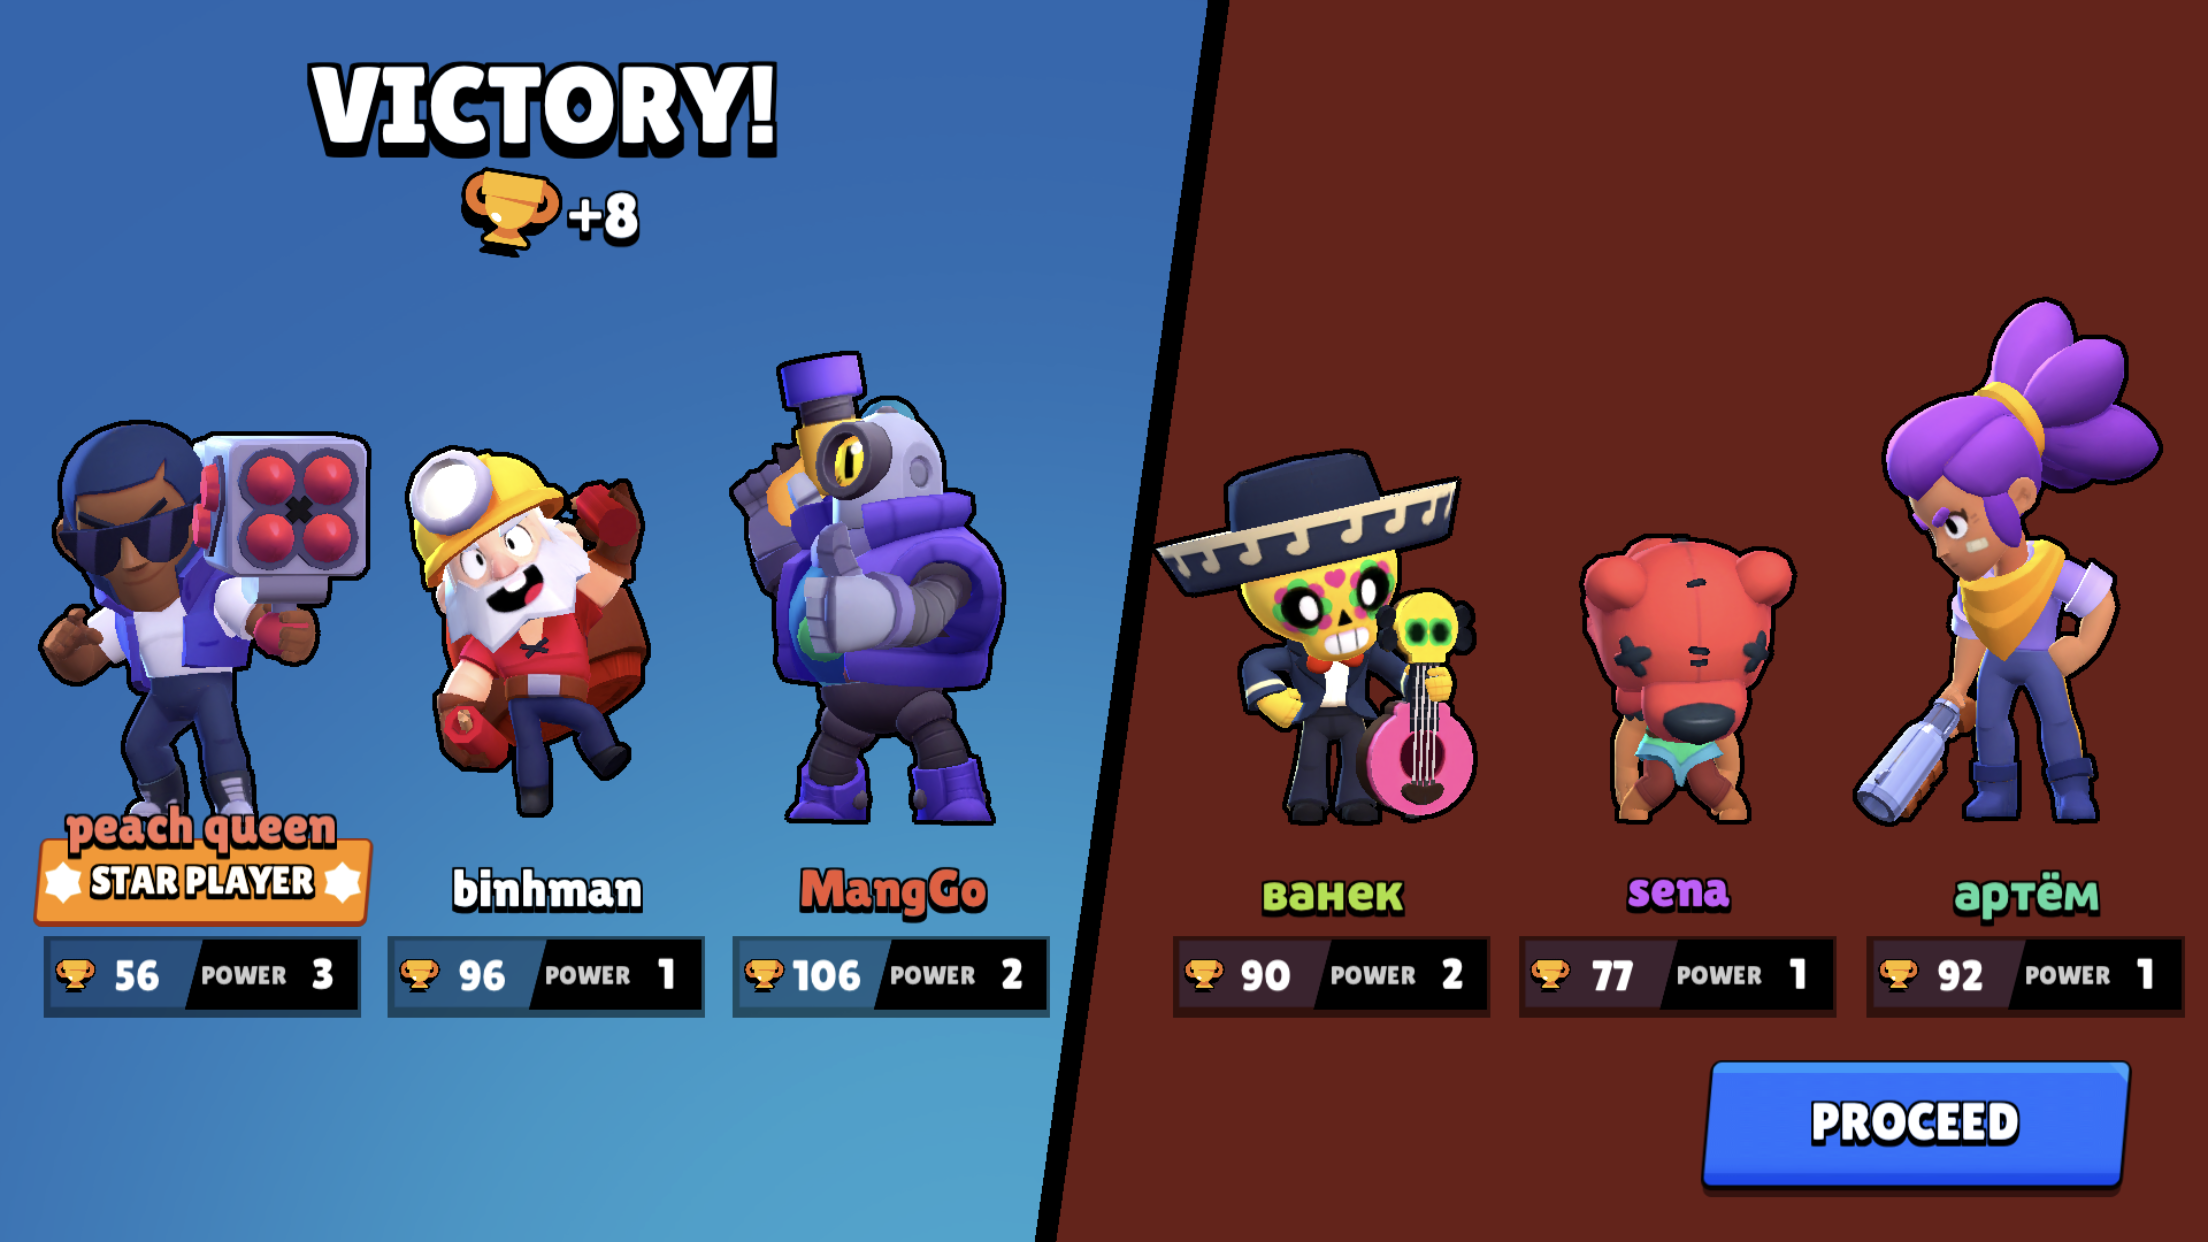 VICTORY!
+8
peach queen
STAR PLAYER
binhman
MangGo
ванек
sena
артём
56 POWER 3
96 POWER 1
106 POWER 2
90 POWER 2
77 POWER 1
92 POWER 1
PROCEED